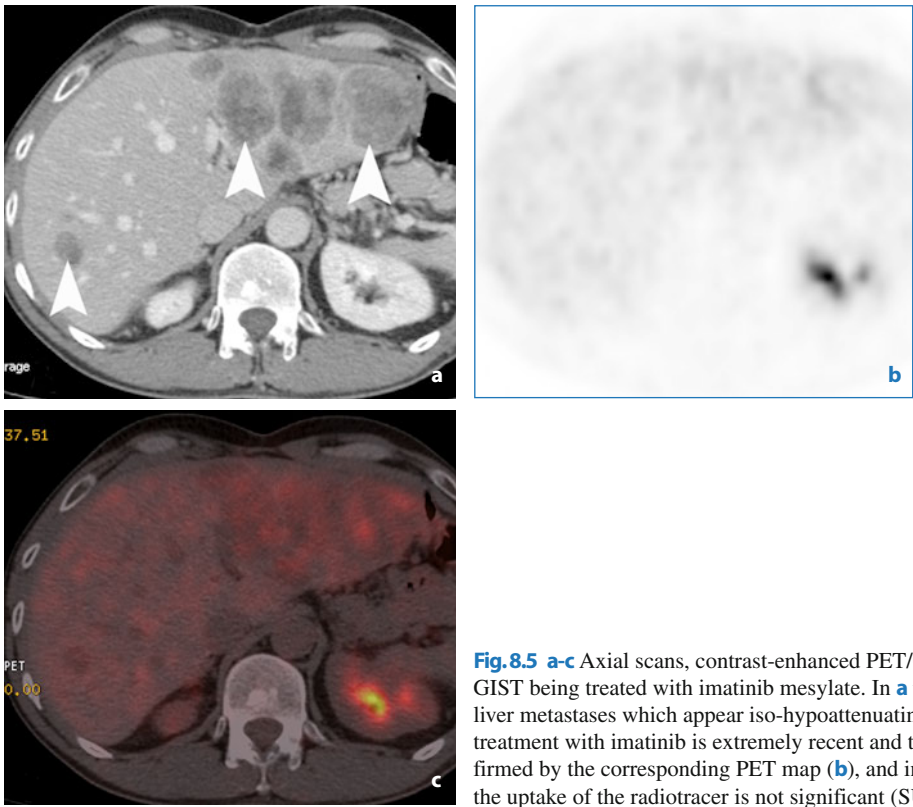 rage
a
b
37.51
PET
0.00
c
Fig. 8.5 a-c Axial scans, contrast-enhanced PET/
GIST being treated with imatinib mesylate. In a
liver metastases which appear iso-hypoattenuatin
treatment with imatinib is extremely recent and t
firmed by the corresponding PET map (b), and in
the uptake of the radiotracer is not significant (S